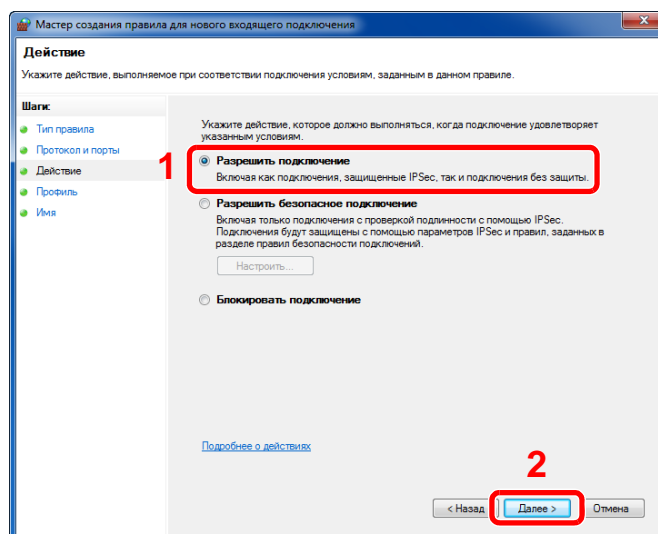 Мастер создания правила для нового входящего подключения
Действие
Укажите действие, выполняемое при соответствии подключения условиям, заданным в данном правиле.
Шаги:
Тип правила
Протокол и порты
Действие
Профиль
Имя
Укажите действие, которое должно выполняться, когда подключение удовлетворяет
указанным условиям.
1
Разрешить подключение
Включая как подключения, защищенные IPSec, так и подключения без защиты.
Разрешить безопасное подключение
Включая только подключения с проверкой подлинности с помощью IPSec.
Подключения будут защищены с помощью параметров IPSec и правил, заданных в
разделе правил безопасности подключений.
Настроить...
Блокировать подключение
Подробнее о действиях
2
< Назад
Далее >
Отмена